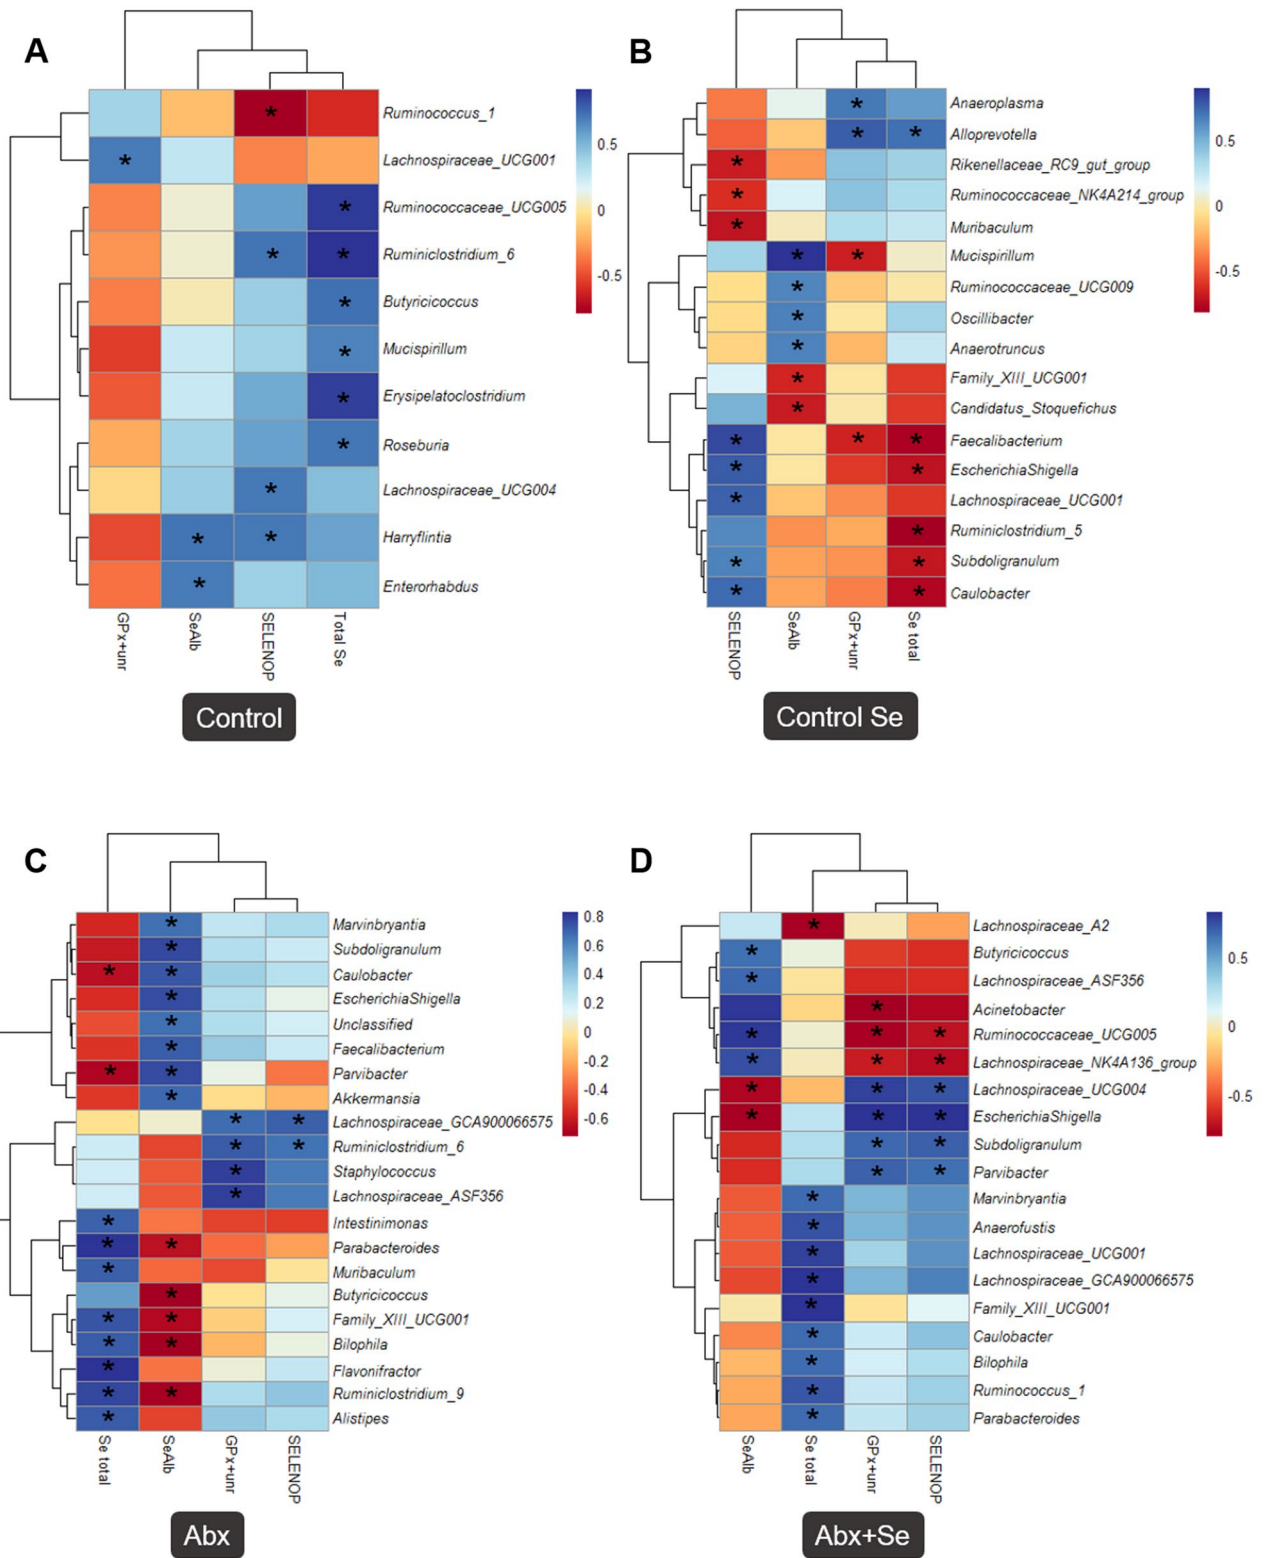 A
Ruminococcus_1
Lachnospiraceae_UCG001
Ruminococcaceae_UCG005
Ruminiclostridium_6
Butyricicoccus
Mucispirillum
Erysipelatoclostridium
Roseburia
Lachnospiraceae_UCG004
Harryflintia
Enterorhabdus
0.5
0
-0.5
GPx+unr
SeAlb
SELENOP
Total Se
Control
B
Anaeroplasma
Alloprevotella
Rikenellaceae_RC9_gut_group
Ruminococcaceae_NK4A214_group
Muribaculum
Mucispirillum
Ruminococcaceae_UCG009
Oscillibacter
Anaerotruncus
Family_XIII_UCG001
Candidatus_Stoquefichus
Faecalibacterium
EscherichiaShigella
Lachnospiraceae_UCG001
Ruminiclostridium_5
Subdoligranulum
Caulobacter
0.5
0
-0.5
SELENOP
SeAlb
GPx+unr
Se total
Control Se
C
Marvinbryantia
Subdoligranulum
Caulobacter
EscherichiaShigella
Unclassified
Faecalibacterium
Parvibacter
Akkermansia
Lachnospiraceae_GCA900066575
Ruminiclostridium_6
Staphylococcus
Lachnospiraceae_ASF356
Intestinimonas
Parabacteroides
Muribaculum
Butyricicoccus
Family_XIII_UCG001
Bilophila
Flavonifractor
Ruminiclostridium_9
Alistipes
0.8
0.6
0.4
0.2
0
-0.2
-0.4
-0.6
Se total
SeAlb
GPx+unr
SELENOP
Abx
D
Lachnospiraceae_A2
Butyricicoccus
Lachnospiraceae_ASF356
Acinetobacter
Ruminococcaceae_UCG005
Lachnospiraceae_NK4A136_group
Lachnospiraceae_UCG004
EscherichiaShigella
Subdoligranulum
Parvibacter
Marvinbryantia
Anaerofustis
Lachnospiraceae_UCG001
Lachnospiraceae_GCA900066575
Family_XIII_UCG001
Caulobacter
Bilophila
Ruminococcus_1
Parabacteroides
0.5
0
-0.5
SeAlb
Se total
GPx+unr
SELENOP
Abx+Se